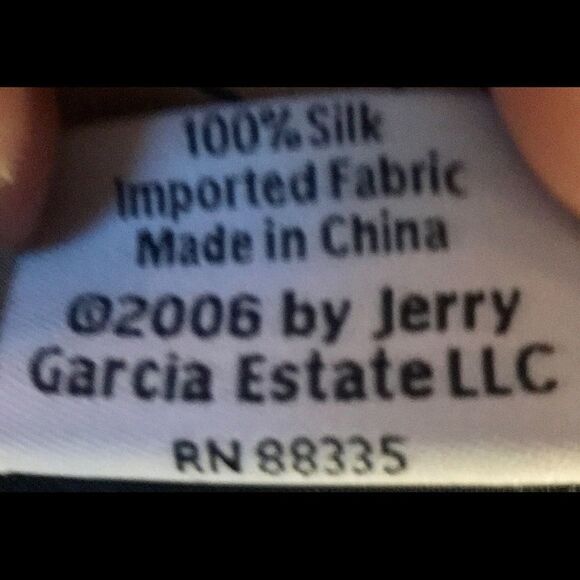 100% Silk
Imported Fabric
Made in China
©2006 by Jerry
Garcia Estate LLC
RN 88335